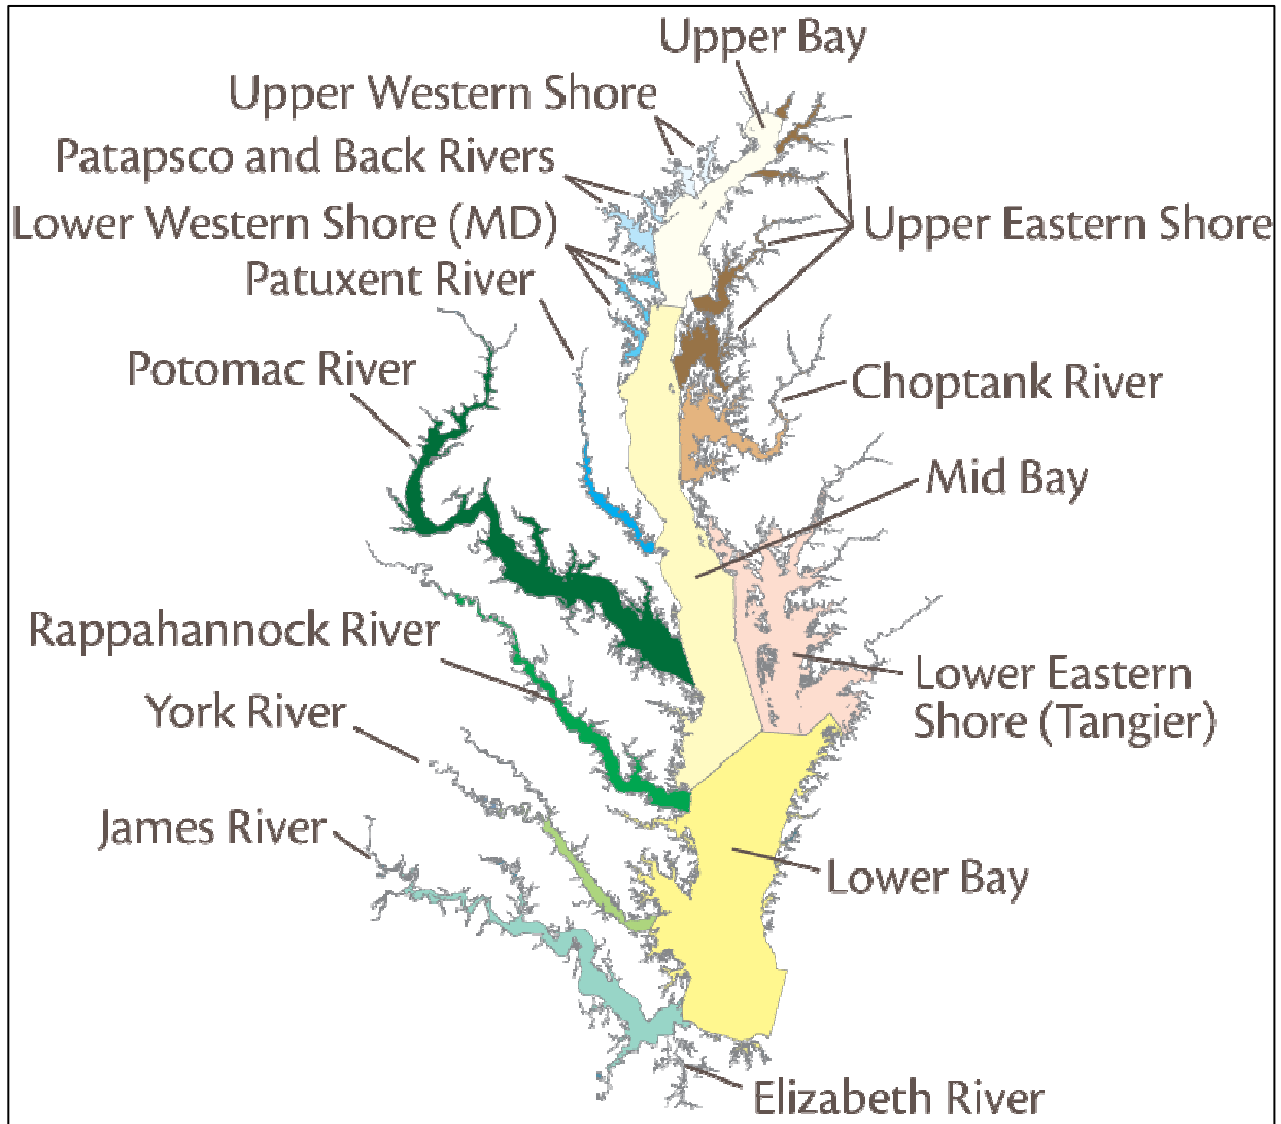 Upper Bay
Upper Western Shore
Patapsco and Back Rivers
Lower Western Shore (MD)
Upper Eastern Shore
Patuxent River
Potomac River
Choptank River
Mid Bay
Rappahannock River
Lower Eastern
Shore (Tangier)
York River
James River
Lower Bay
Elizabeth River